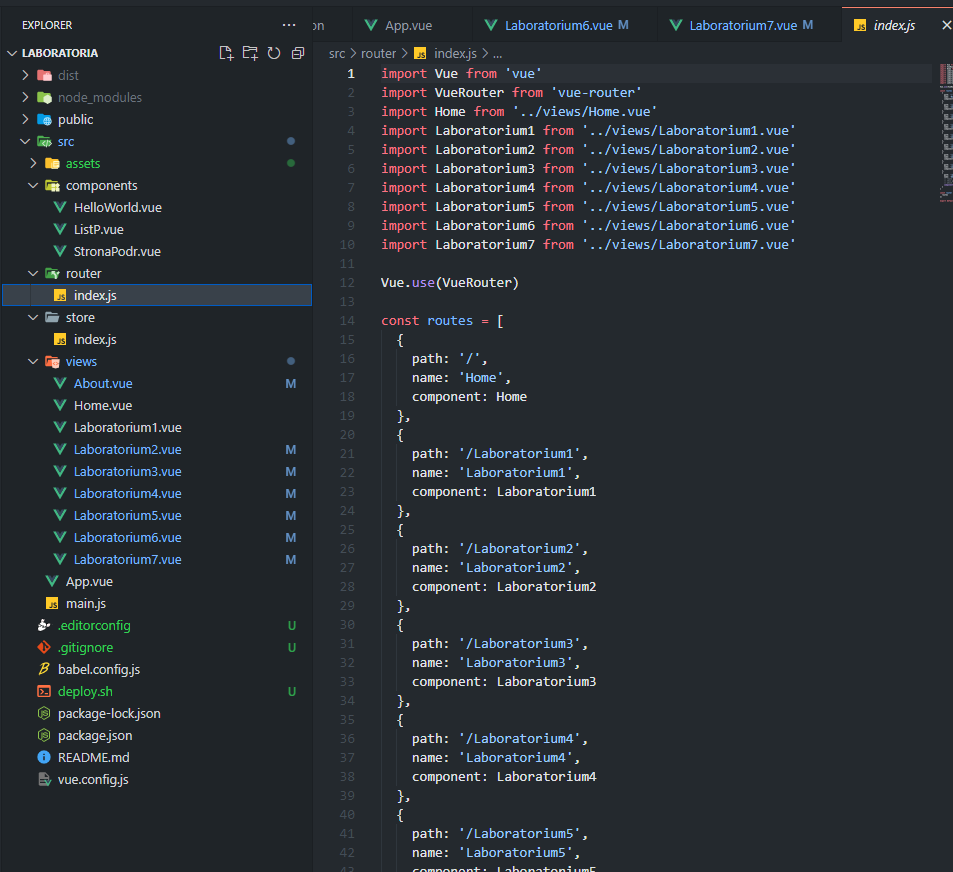 EXPLORER
···
on
App.vue
Laboratorium6.vue M
Laboratorium7.vue M
index.js
LABORATORIA
dist
node_modules
public
src
assets
components
HelloWorld.vue
ListP.vue
StronaPodr.vue
router
index.js
store
index.js
views
About.vue M
Home.vue
Laboratorium1.vue
Laboratorium2.vue M
Laboratorium3.vue M
Laboratorium4.vue M
Laboratorium5.vue M
Laboratorium6.vue M
Laboratorium7.vue M
App.vue
main.js
.editorconfig U
.gitignore U
babel.config.js
deploy.sh U
package-lock.json
package.json
README.md
vue.config.js
src > router > index.js > ...
1 import Vue from 'vue'
2 import VueRouter from 'vue-router'
3 import Home from '../views/Home.vue'
4 import Laboratorium1 from '../views/Laboratorium1.vue'
5 import Laboratorium2 from '../views/Laboratorium2.vue'
6 import Laboratorium3 from '../views/Laboratorium3.vue'
7 import Laboratorium4 from '../views/Laboratorium4.vue'
8 import Laboratorium5 from '../views/Laboratorium5.vue'
9 import Laboratorium6 from '../views/Laboratorium6.vue'
10 import Laboratorium7 from '../views/Laboratorium7.vue'
11
12 Vue.use(VueRouter)
13
14 const routes = [
15 {
16 path: '/',
17 name: 'Home',
18 component: Home
19 },
20 {
21 path: '/Laboratorium1',
22 name: 'Laboratorium1',
23 component: Laboratorium1
24 },
25 {
26 path: '/Laboratorium2',
27 name: 'Laboratorium2',
28 component: Laboratorium2
29 },
30 {
31 path: '/Laboratorium3',
32 name: 'Laboratorium3',
33 component: Laboratorium3
34 },
35 {
36 path: '/Laboratorium4',
37 name: 'Laboratorium4',
38 component: Laboratorium4
39 },
40 {
41 path: '/Laboratorium5',
42 name: 'Laboratorium5',
43 component: Laboratorium5